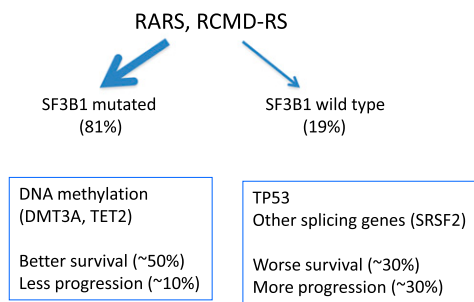 RARS, RCMD-RS
SF3B1 mutated
(81%)
SF3B1 wild type
(19%)
DNA methylation
(DMT3A, TET2)
Better survival (~50%)
Less progression (~10%)
TP53
Other splicing genes (SRSF2)
Worse survival (~30%)
More progression (~30%)